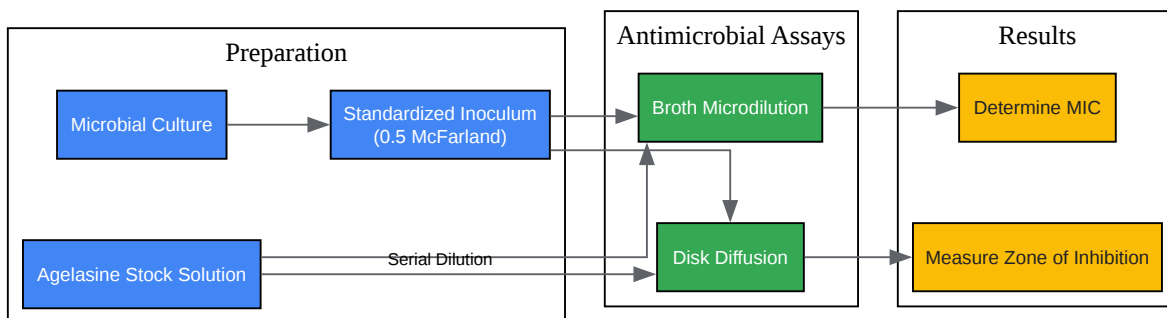 Preparation
Antimicrobial Assays
Results
Microbial Culture
Standardized Inoculum
(0.5 McFarland)
Broth Microdilution
Determine MIC
Agelasine Stock Solution
Serial Dilution
Disk Diffusion
Measure Zone of Inhibition